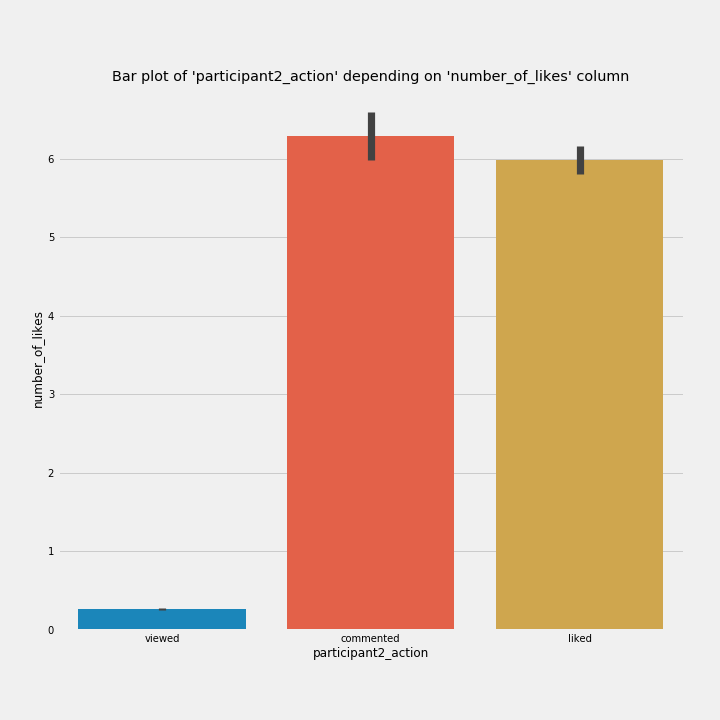 Bar plot of 'participant2_action' depending on 'number_of_likes' column
number_of_likes
6
5
4
3
2
1
0
viewed commented liked
participant2_action